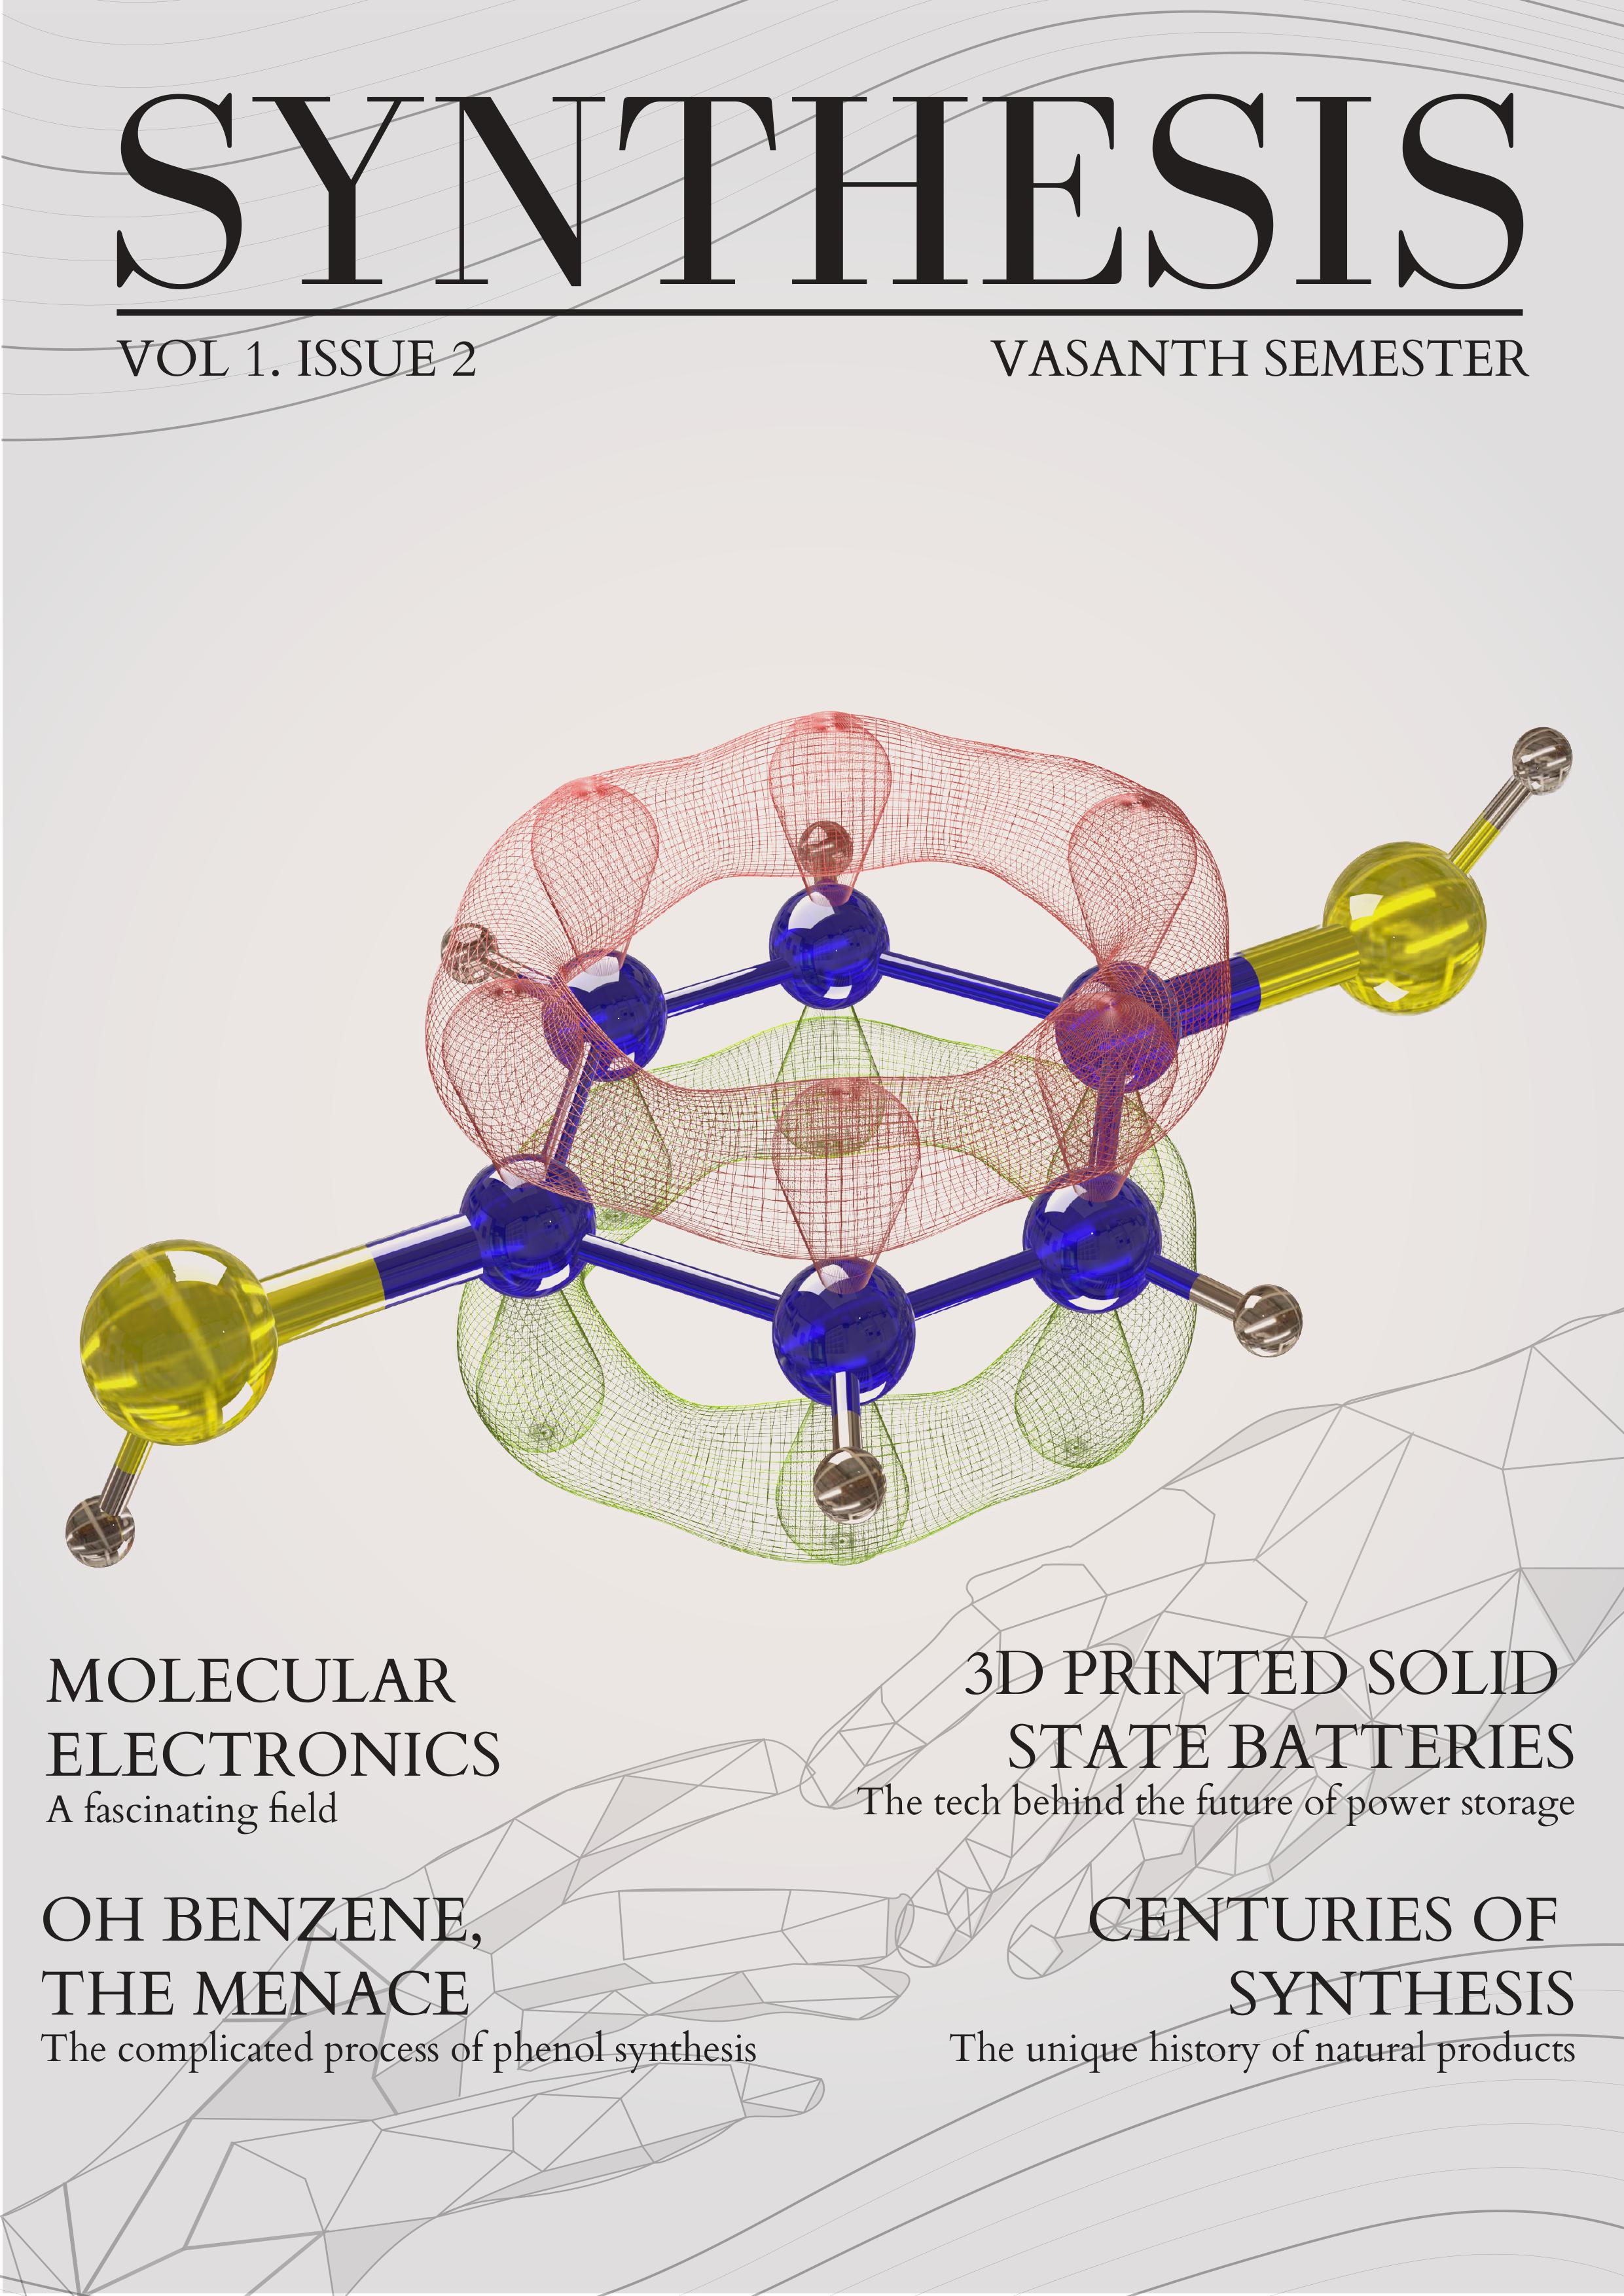 SYNTHESIS
VOL 1. ISSUE 2
VASANTH SEMESTER
MOLECULAR
ELECTRONICS
A fascinating field
3D PRINTED SOLID
STATE BATTERIES
The tech behind the future of power storage
OH BENZENE,
THE MENACE
The complicated process of phenol synthesis
CENTURIES OF
SYNTHESIS
The unique history of natural products